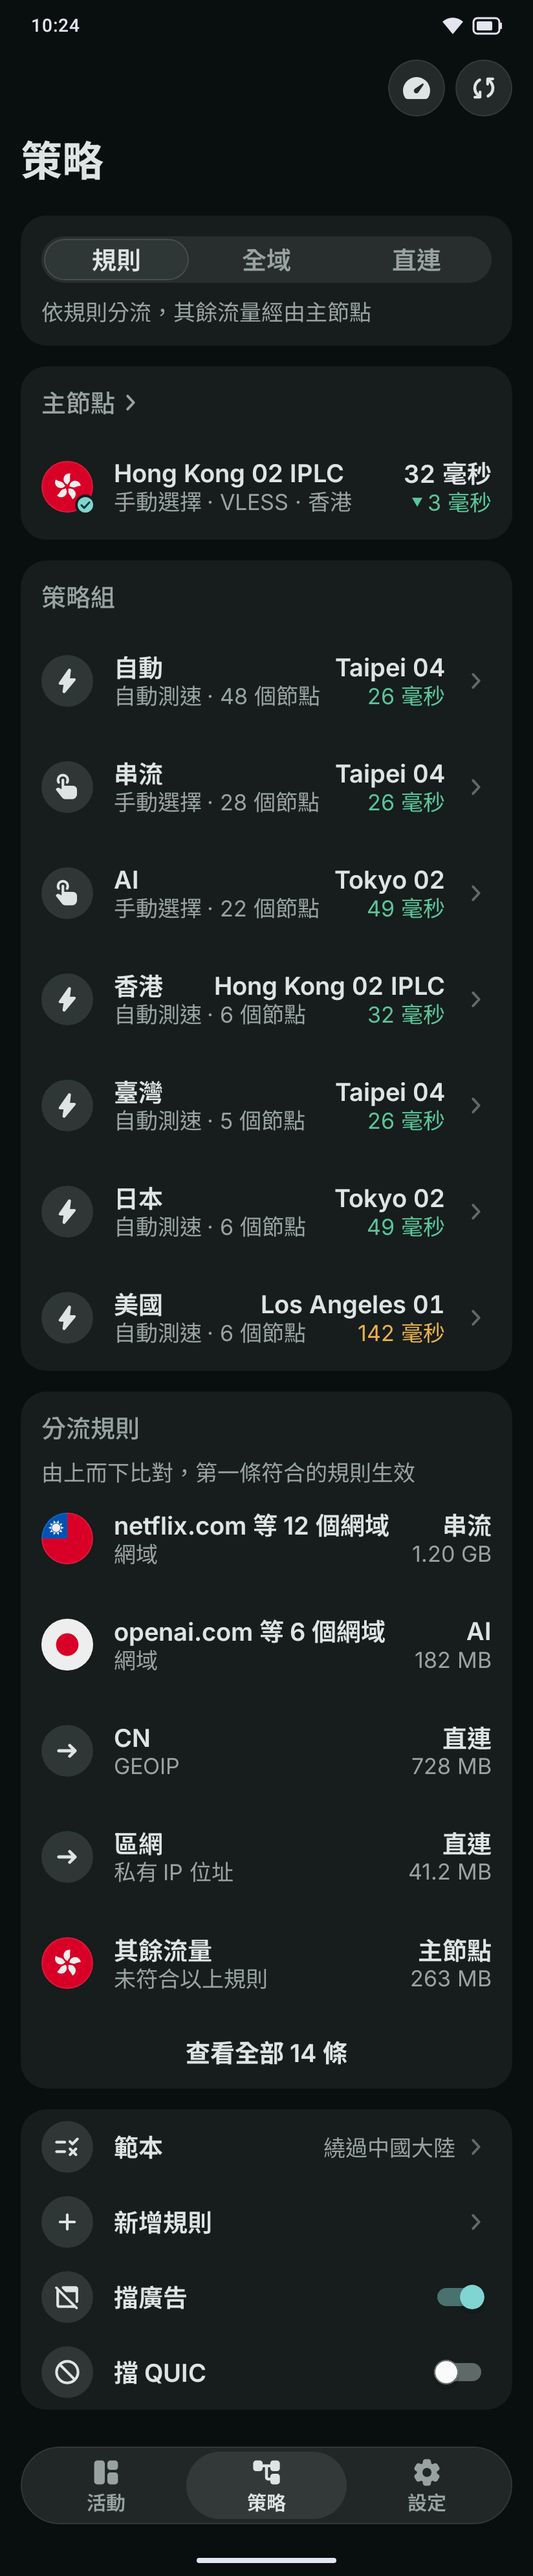 10:24
策略
規則 全域 直連
依規則分流，其餘流量經由主節點
主節點
Hong Kong 02 IPLC 32 毫秒
手動選擇 · VLESS · 香港 ▼ 3 毫秒
策略組
自動 Taipei 04
自動測速 · 48 個節點 26 毫秒
串流 Taipei 04
手動選擇 · 28 個節點 26 毫秒
AI Tokyo 02
手動選擇 · 22 個節點 49 毫秒
香港 Hong Kong 02 IPLC
自動測速 · 6 個節點 32 毫秒
臺灣 Taipei 04
自動測速 · 5 個節點 26 毫秒
日本 Tokyo 02
自動測速 · 6 個節點 49 毫秒
美國 Los Angeles 01
自動測速 · 6 個節點 142 毫秒
分流規則
由上而下比對，第一條符合的規則生效
netflix.com 等 12 個網域 串流
網域 1.20 GB
openai.com 等 6 個網域 AI
網域 182 MB
CN 直連
GEOIP 728 MB
區網 直連
私有 IP 位址 41.2 MB
其餘流量 主節點
未符合以上規則 263 MB
查看全部 14 條
範本 繞過中國大陸
新增規則
擋廣告
擋 QUIC
活動 策略 設定